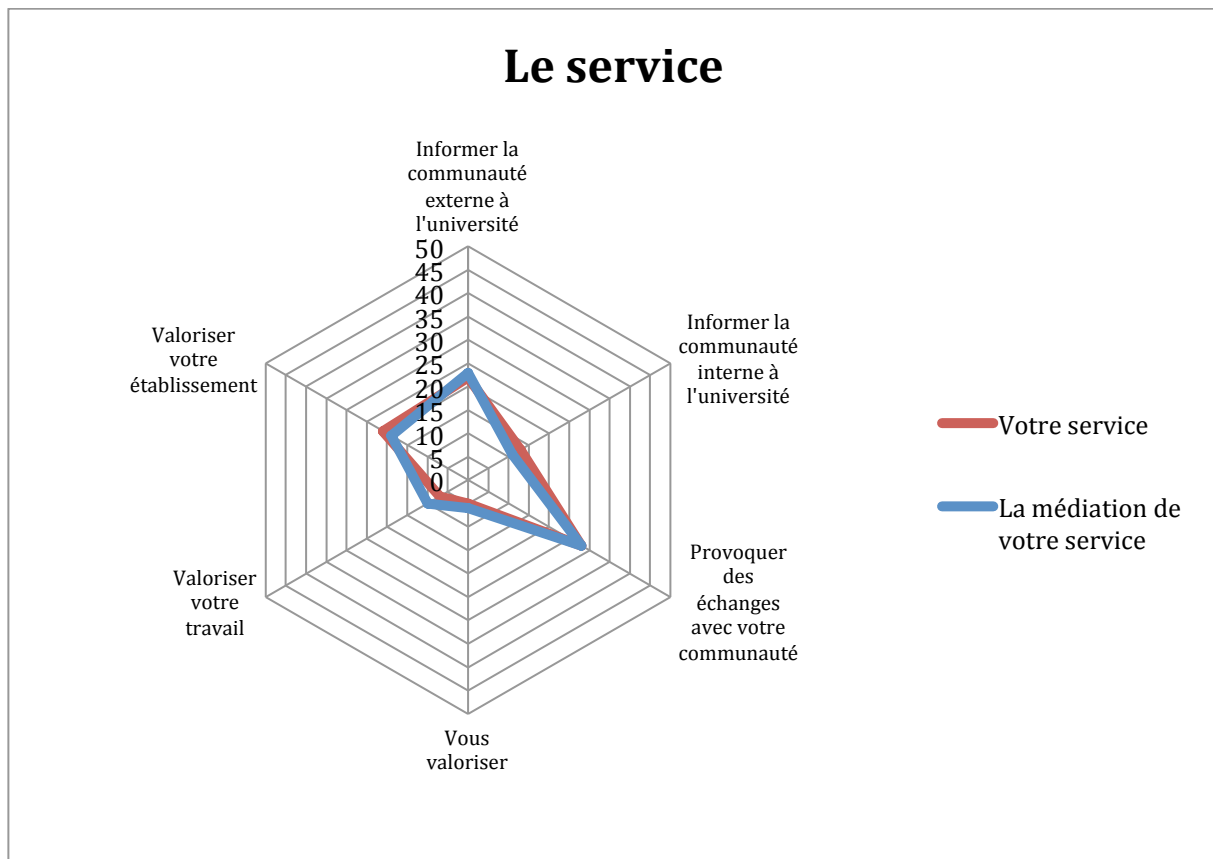 Le service
Informer la
communauté
externe à
l'université
50
45
40
35
30
25
20
15
10
5
0
Informer la
communauté
interne à
l'université
Provoquer
des
échanges
avec votre
communauté
Vous
valoriser
Valoriser
votre
travail
Valoriser
votre
établissement
Votre service
La médiation de
votre service